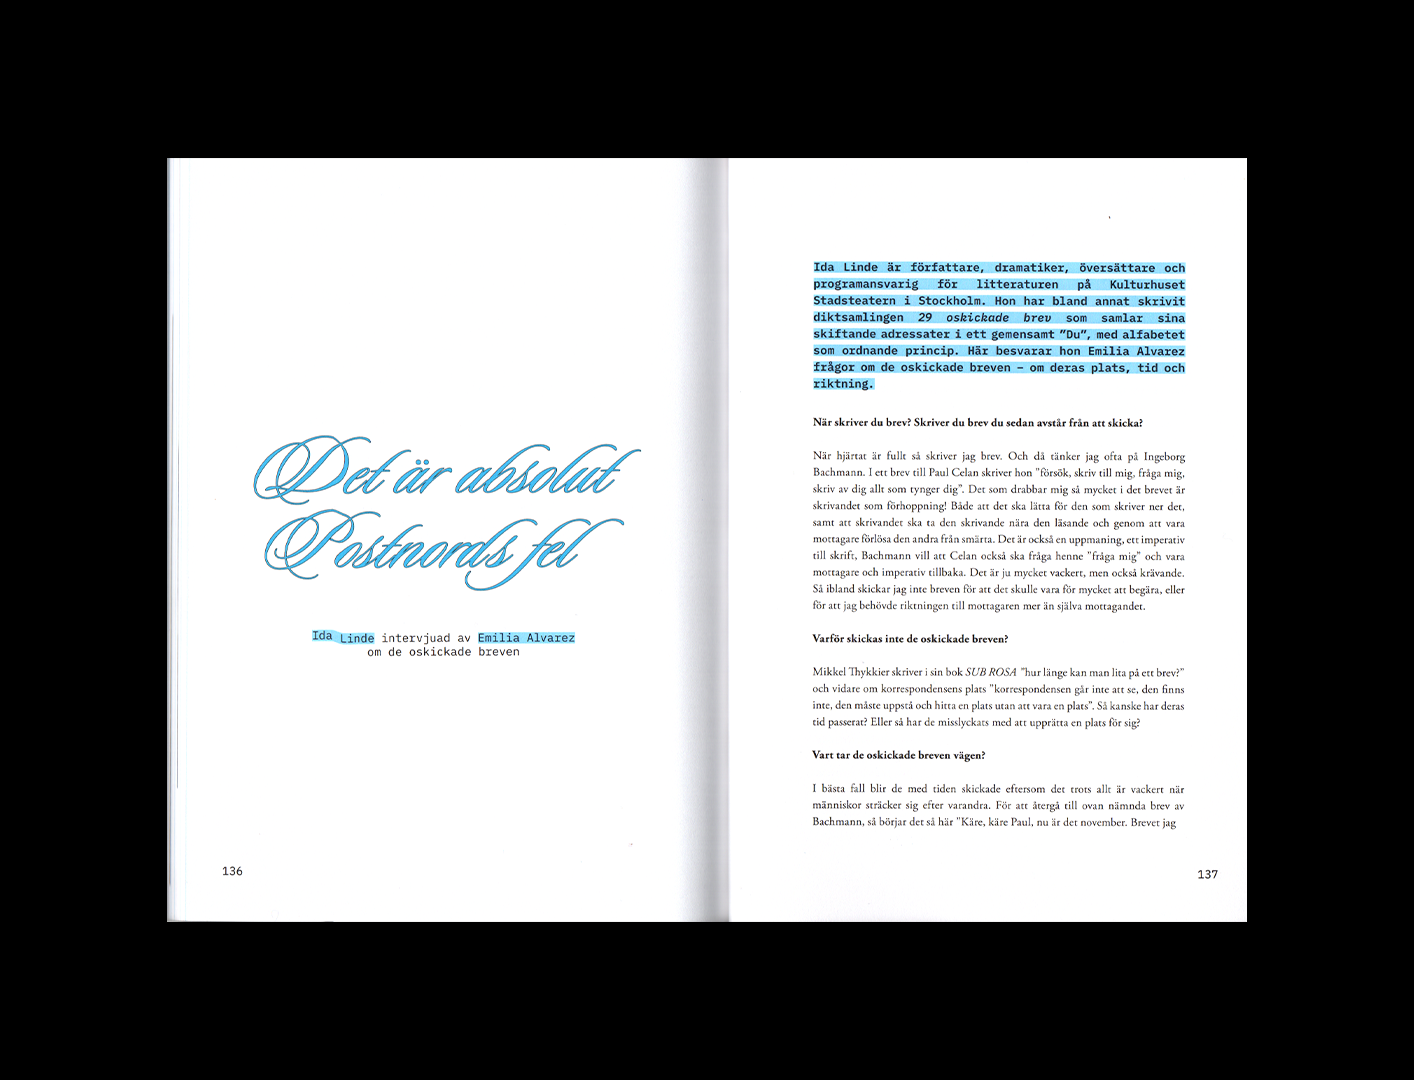 Det är absolut
Postnords fel
Ida Linde intervjuad av Emilia Alvarez
om de oskickade breven
136
Ida Linde är författare, dramatiker, översättare och
programansvarig för litteraturen på Kulturhuset
Stadsteatern i Stockholm. Hon har bland annat skrivit
diktsamlingen 29 oskickade brev som samlar sina
skiftande adressater i ett gemensamt ”Du”, med alfabetet
som ordnande princip. Här besvarar hon Emilia Alvarez
frågor om de oskickade breven – om deras plats, tid och
riktning.
När skriver du brev? Skriver du brev du sedan avstår från att skicka?
När hjärtat är fullt så skriver jag brev. Och då tänker jag ofta på Ingeborg
Bachmann. I ett brev till Paul Celan skriver hon ”försök, skriv till mig, fråga mig,
skriv av dig allt som tynger dig”. Det som drabbar mig så mycket i det brevet är
skrivandet som förhoppning! Både att det ska lätta för den som skriver ner det,
samt att skrivandet ska ta den skrivande nära den läsande och genom att vara
mottagare förlösa den andra från smärta. Det är också en uppmaning, ett imperativ
till skrift, Bachmann vill att Celan också ska fråga henne ”fråga mig” och vara
mottagare och imperativ tillbaka. Det är ju mycket vackert, men också krävande.
Så ibland skickar jag inte breven för att det skulle vara för mycket att begära, eller
för att jag behövde riktningen till mottagaren mer än själva mottagandet.
Varför skickas inte de oskickade breven?
Mikkel Thykkier skriver i sin bok SUB ROSA ”hur länge kan man lita på ett brev?”
och vidare om korrespondensens plats ”korrespondensen går inte att se, den finns
inte, den måste uppstå och hitta en plats utan att vara en plats”. Så kanske har deras
tid passerat? Eller så har de misslyckats med att upprätta en plats för sig?
Vart tar de oskickade breven vägen?
I bästa fall blir de med tiden skickade eftersom det trots allt är vackert när
människor sträcker sig efter varandra. För att återgå till ovan nämnda brev av
Bachmann, så börjar det så här ”Käre, käre Paul, nu är det november. Brevet jag
137